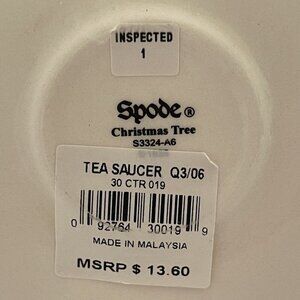 INSPECTED
1
Spode®
Christmas Tree
S3324-A6
TEA SAUCER Q3/06
30 CTR 019
0 92764 30019 9
MADE IN MALAYSIA
MSRP $ 13.60